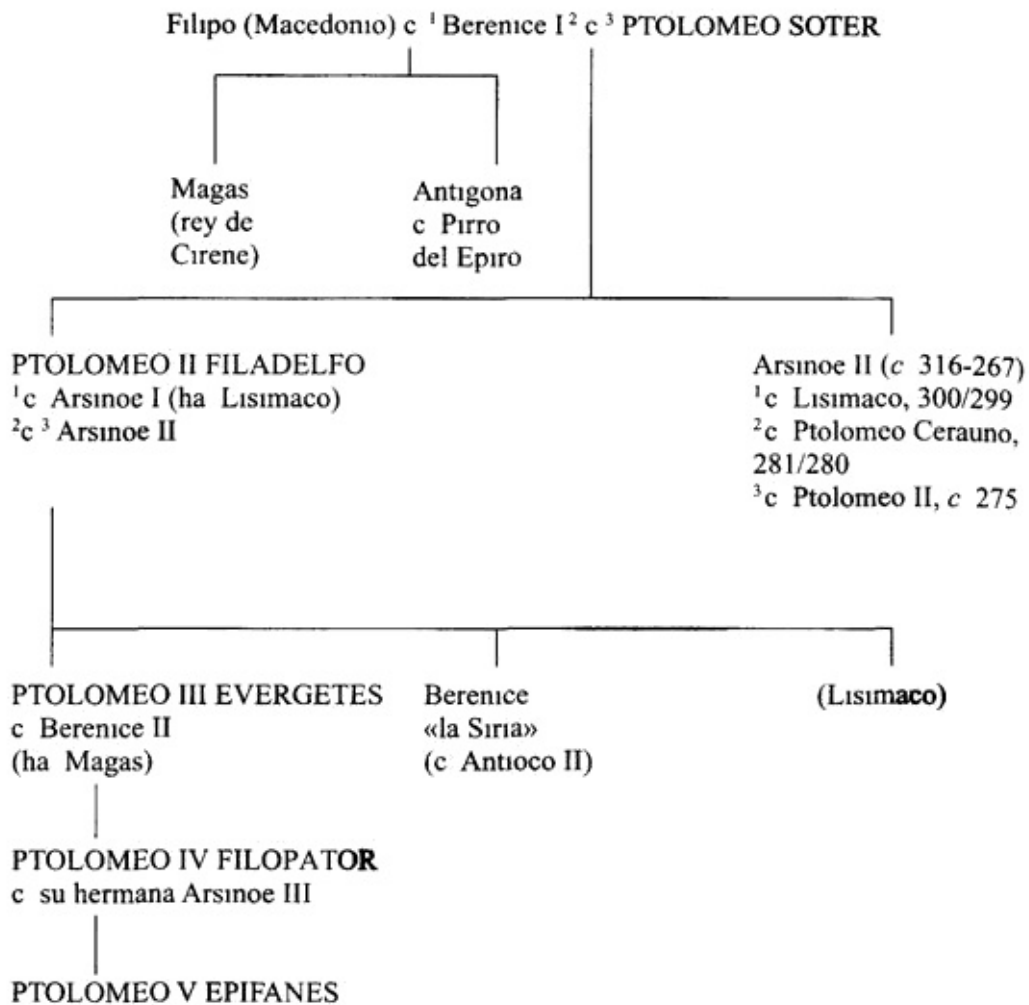 Filipo (Macedonio) c ¹ Berenice I ² c ³ PTOLOMEO SOTER
Magas
(rey de
Cirene)
Antigona
c Pirro
del Epiro
PTOLOMEO II FILADELFO
¹c Arsinoe I (ha Lisimaco)
²c ³ Arsinoe II
Arsinoe II (c 316-267)
¹c Lisimaco, 300/299
²c Ptolomeo Cerauno,
281/280
³c Ptolomeo II, c 275
PTOLOMEO III EVERGETES
c Berenice II
(ha Magas)
Berenice
«la Siria»
(c Antioco II)
(Lisimaco)
PTOLOMEO IV FILOPATOR
c su hermana Arsinoe III
PTOLOMEO V EPIFANES